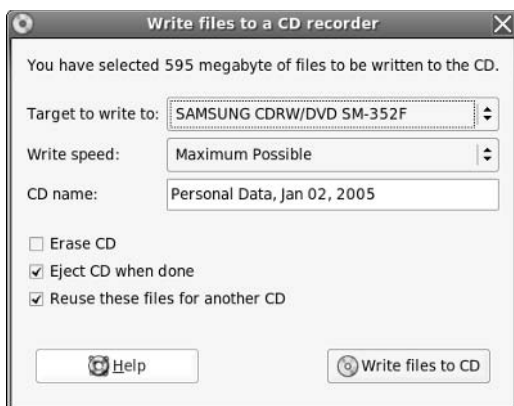 Write files to a CD recorder
You have selected 595 megabyte of files to be written to the CD.
Target to write to: SAMSUNG CDRW/DVD SM-352F
Write speed: Maximum Possible
CD name: Personal Data, Jan 02, 2005
Erase CD
Eject CD when done
Reuse these files for another CD
Help Write files to CD